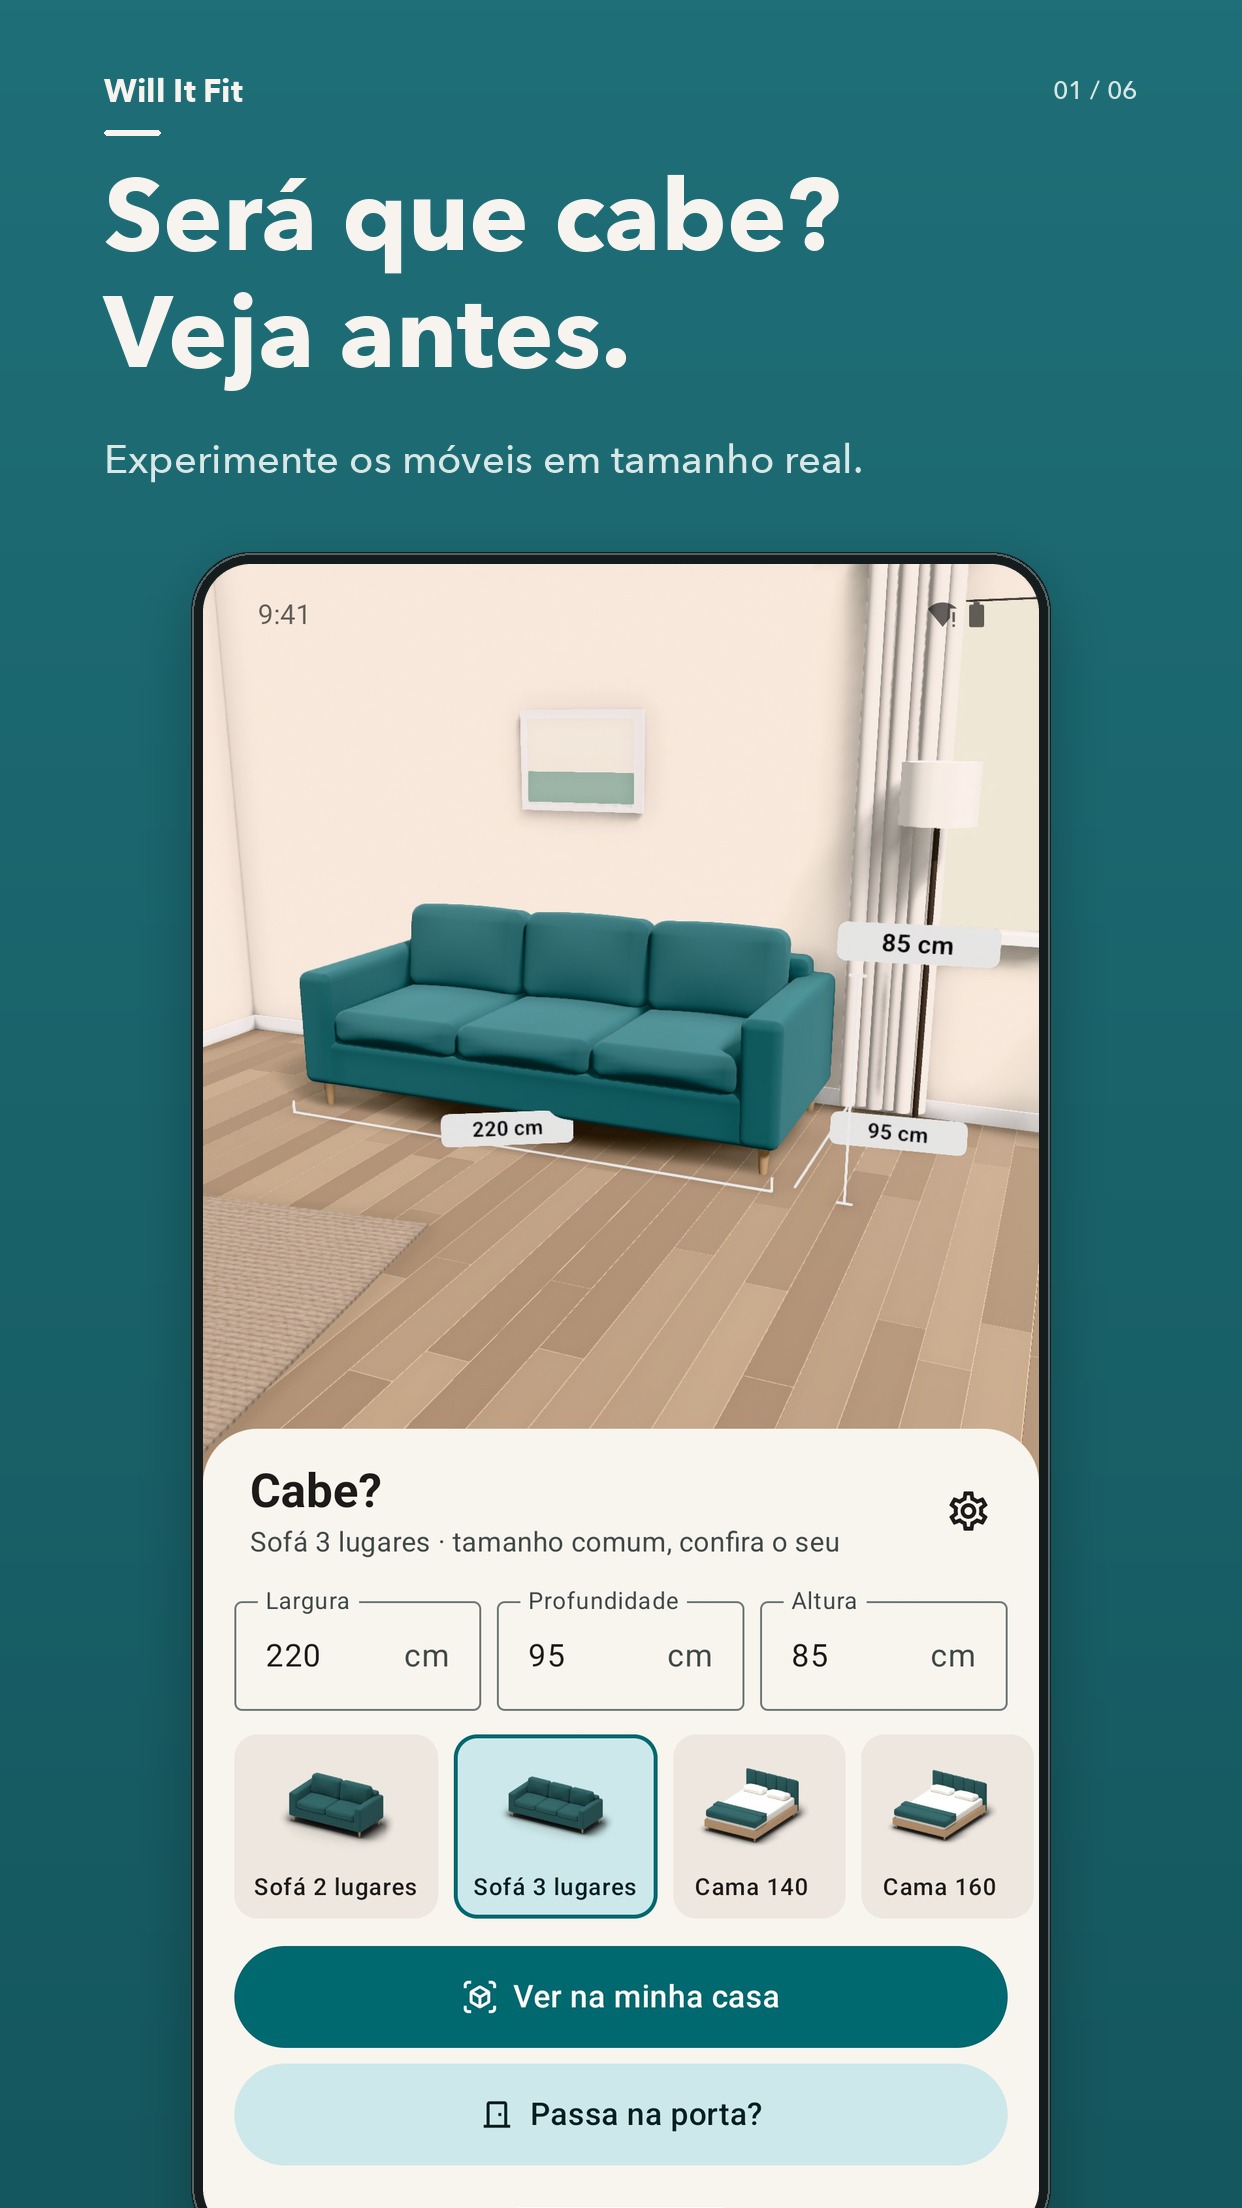 Will It Fit
01 / 06
Será que cabe?
Veja antes.
Experimente os móveis em tamanho real.
9:41
85 cm
220 cm
95 cm
Cabe?
Sofá 3 lugares · tamanho comum, confira o seu
Largura
Profundidade
Altura
220 cm
95 cm
85 cm
Sofá 2 lugares
Sofá 3 lugares
Cama 140
Cama 160
Ver na minha casa
Passa na porta?